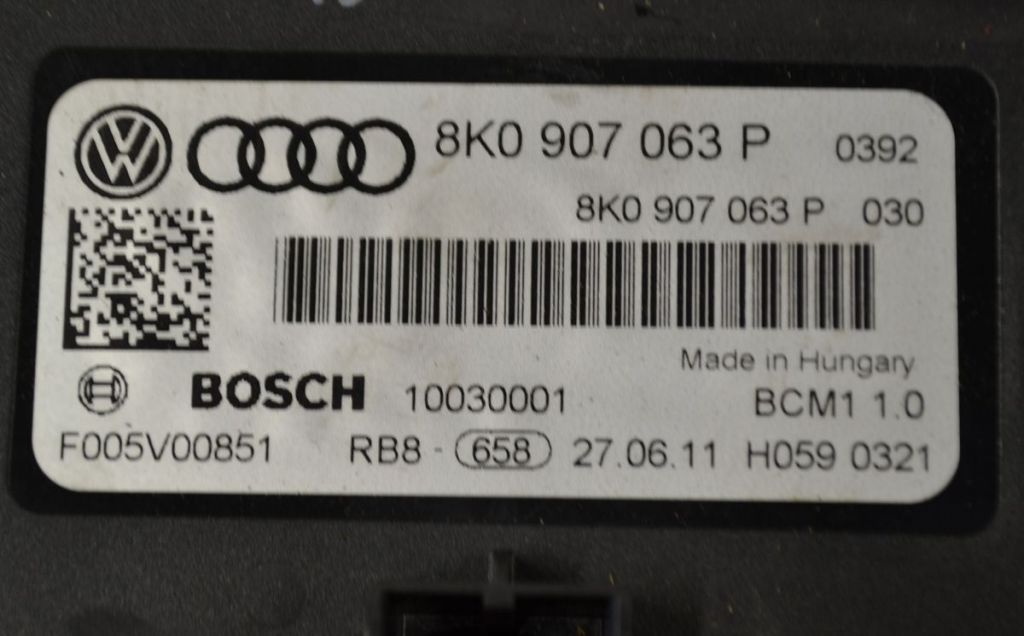 8K0 907 063 P 0392
8K0 907 063 P 030
Made in Hungary
BOSCH 10030001 BCM1 1.0
F005V00851 RB8 - 658 27.06.11 H059 0321